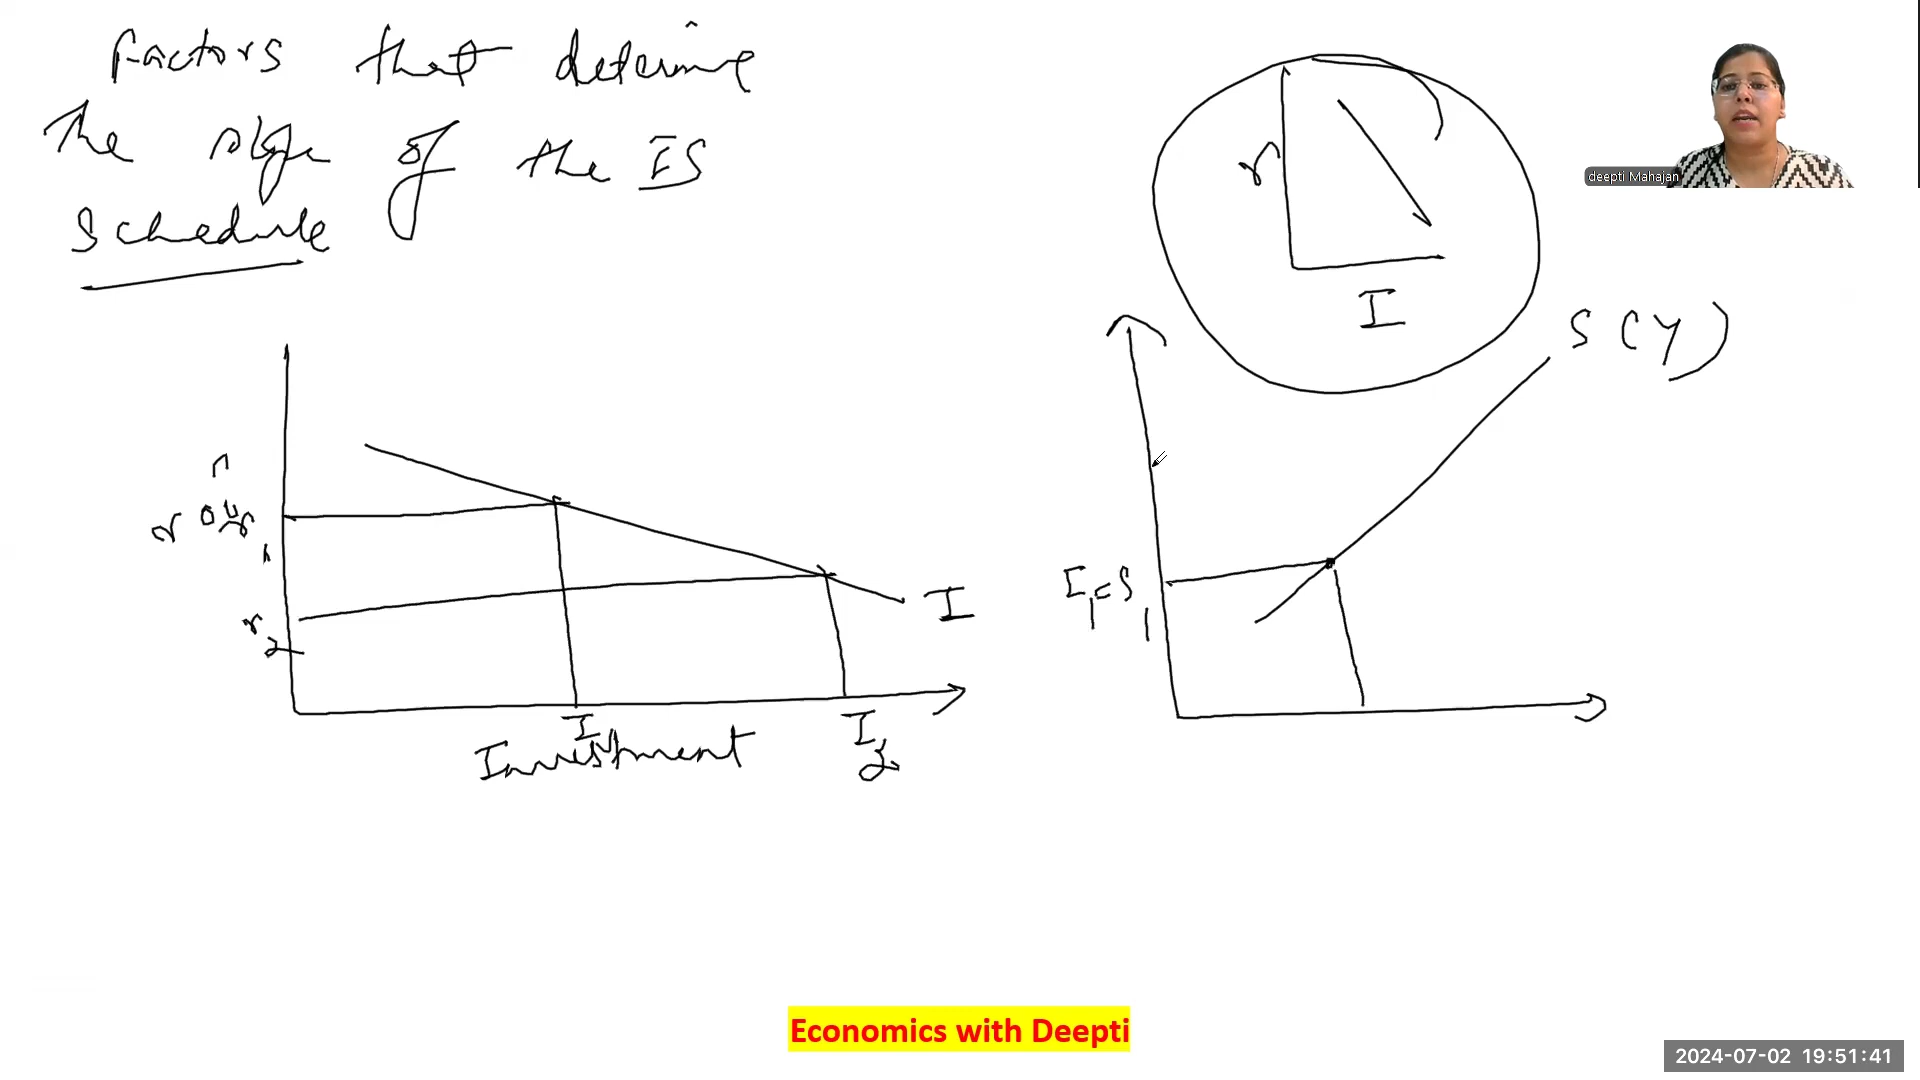 Factors that determine
the slope of the IS
Schedule
r
I
S(Y)
deepti Mahajan
r
r1
r2
I
I1=S1
I1
I2
Investment
Economics with Deepti
2024-07-02 19:51:41